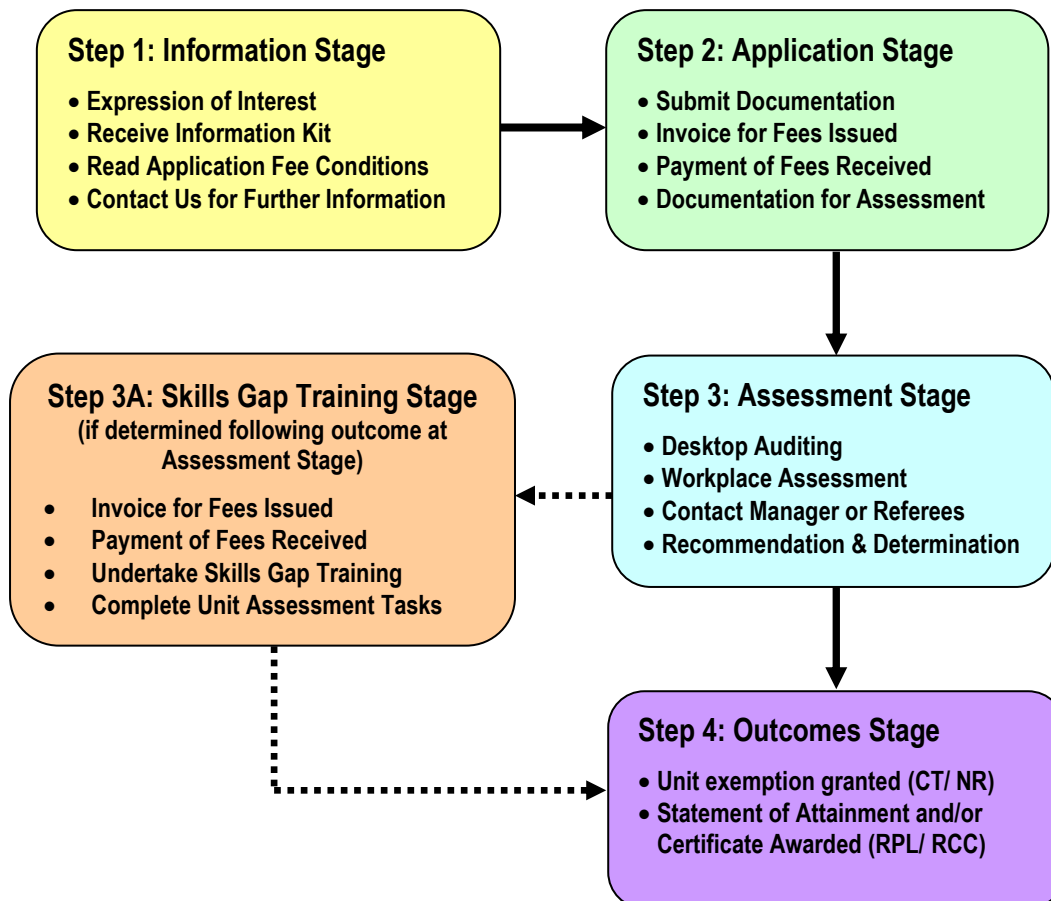 Step 1: Information Stage
• Expression of Interest
• Receive Information Kit
• Read Application Fee Conditions
• Contact Us for Further Information
Step 2: Application Stage
• Submit Documentation
• Invoice for Fees Issued
• Payment of Fees Received
• Documentation for Assessment
Step 3: Assessment Stage
• Desktop Auditing
• Workplace Assessment
• Contact Manager or Referees
• Recommendation & Determination
Step 3A: Skills Gap Training Stage
(if determined following outcome at
Assessment Stage)
• Invoice for Fees Issued
• Payment of Fees Received
• Undertake Skills Gap Training
• Complete Unit Assessment Tasks
Step 4: Outcomes Stage
• Unit exemption granted (CT/ NR)
• Statement of Attainment and/or
Certificate Awarded (RPL/ RCC)